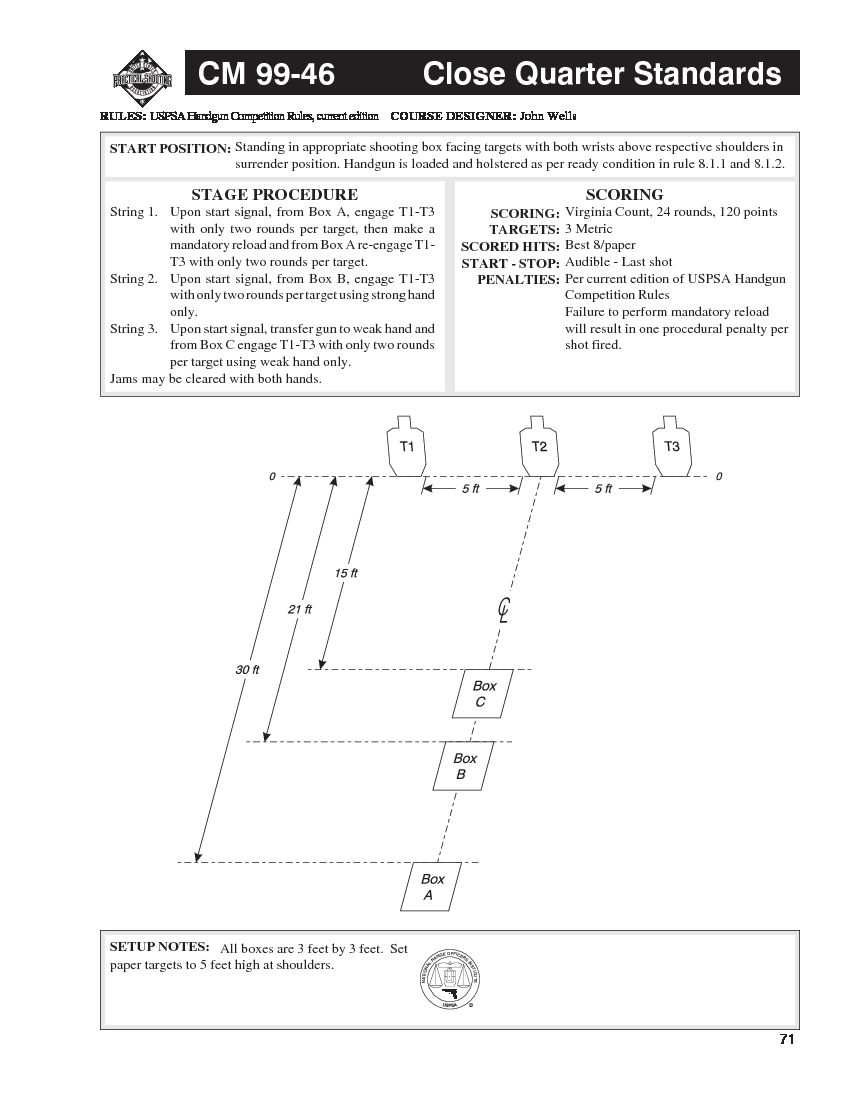 CM 99-46 Close Quarter Standards
PRACTICAL SHOOTING
RULES: USPSA Handgun Competition Rules, current edition COURSE DESIGNER: John Wells
START POSITION: Standing in appropriate shooting box facing targets with both wrists above respective shoulders in
surrender position. Handgun is loaded and holstered as per ready condition in rule 8.1.1 and 8.1.2.
STAGE PROCEDURE
String 1. Upon start signal, from Box A, engage T1-T3
with only two rounds per target, then make a
mandatory reload and from Box A re-engage T1-
T3 with only two rounds per target.
String 2. Upon start signal, from Box B, engage T1-T3
with only two rounds per target using strong hand
only.
String 3. Upon start signal, transfer gun to weak hand and
from Box C engage T1-T3 with only two rounds
per target using weak hand only.
Jams may be cleared with both hands.
SCORING
SCORING: Virginia Count, 24 rounds, 120 points
TARGETS: 3 Metric
SCORED HITS: Best 8/paper
START - STOP: Audible - Last shot
PENALTIES: Per current edition of USPSA Handgun
Competition Rules
Failure to perform mandatory reload
will result in one procedural penalty per
shot fired.
T1 T2 T3
0 0
5 ft 5 ft
15 ft
21 ft
CL
30 ft
Box
C
Box
B
Box
A
SETUP NOTES: All boxes are 3 feet by 3 feet. Set
paper targets to 5 feet high at shoulders.
NATIONAL RANGE OFFICERS INSTITUTE
USPSA
71